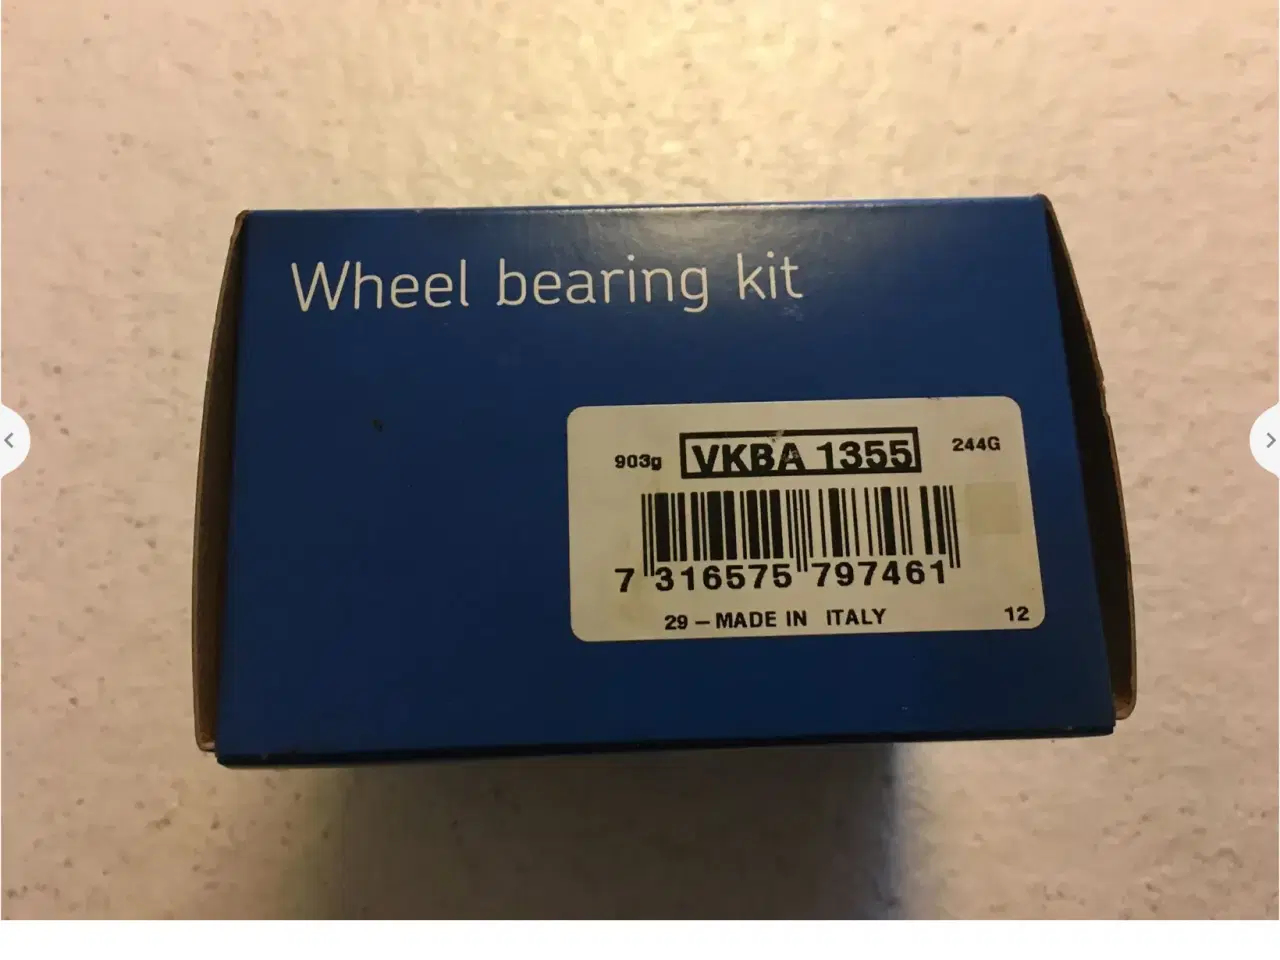 Wheel bearing kit
903g VKBA 1355 244G
7 316575 797461
29 – MADE IN ITALY 12